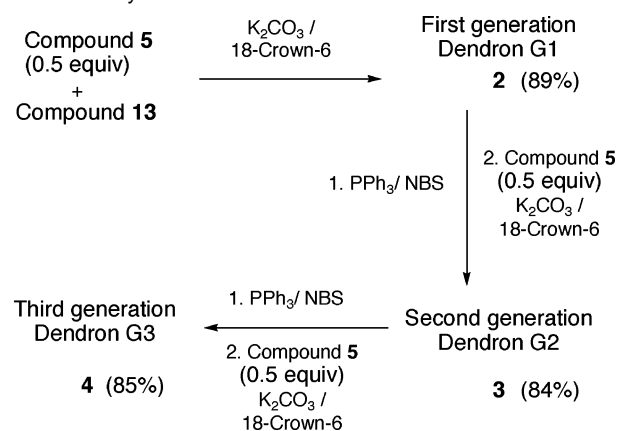 Compound 5
(0.5 equiv)
+
Compound 13
K₂CO₃ /
18-Crown-6
First generation
Dendron G1
2 (89%)
1. PPh₃/ NBS
2. Compound 5
(0.5 equiv)
K₂CO₃ /
18-Crown-6
Second generation
Dendron G2
3 (84%)
1. PPh₃/ NBS
2. Compound 5
(0.5 equiv)
K₂CO₃ /
18-Crown-6
Third generation
Dendron G3
4 (85%)